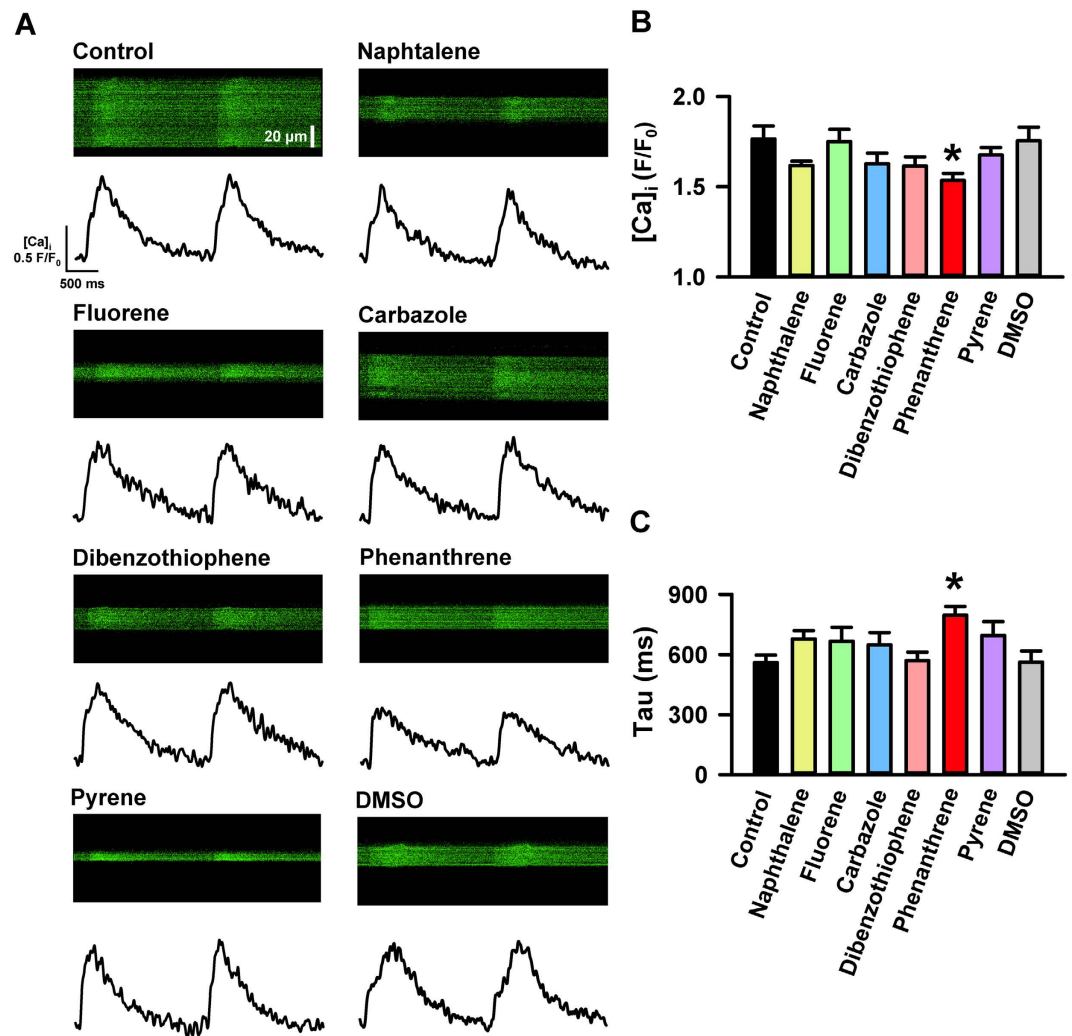 A
Control
Naphtalene
20 µm
[Ca]i
0.5 F/F0
500 ms
Fluorene
Carbazole
Dibenzothiophene
Phenanthrene
Pyrene
DMSO
B
[Ca]i (F/F0)
2.0
1.5
1.0
*
Control
Naphthalene
Fluorene
Carbazole
Dibenzothiophene
Phenanthrene
Pyrene
DMSO
C
Tau (ms)
900
600
300
0
*
Control
Naphthalene
Fluorene
Carbazole
Dibenzothiophene
Phenanthrene
Pyrene
DMSO